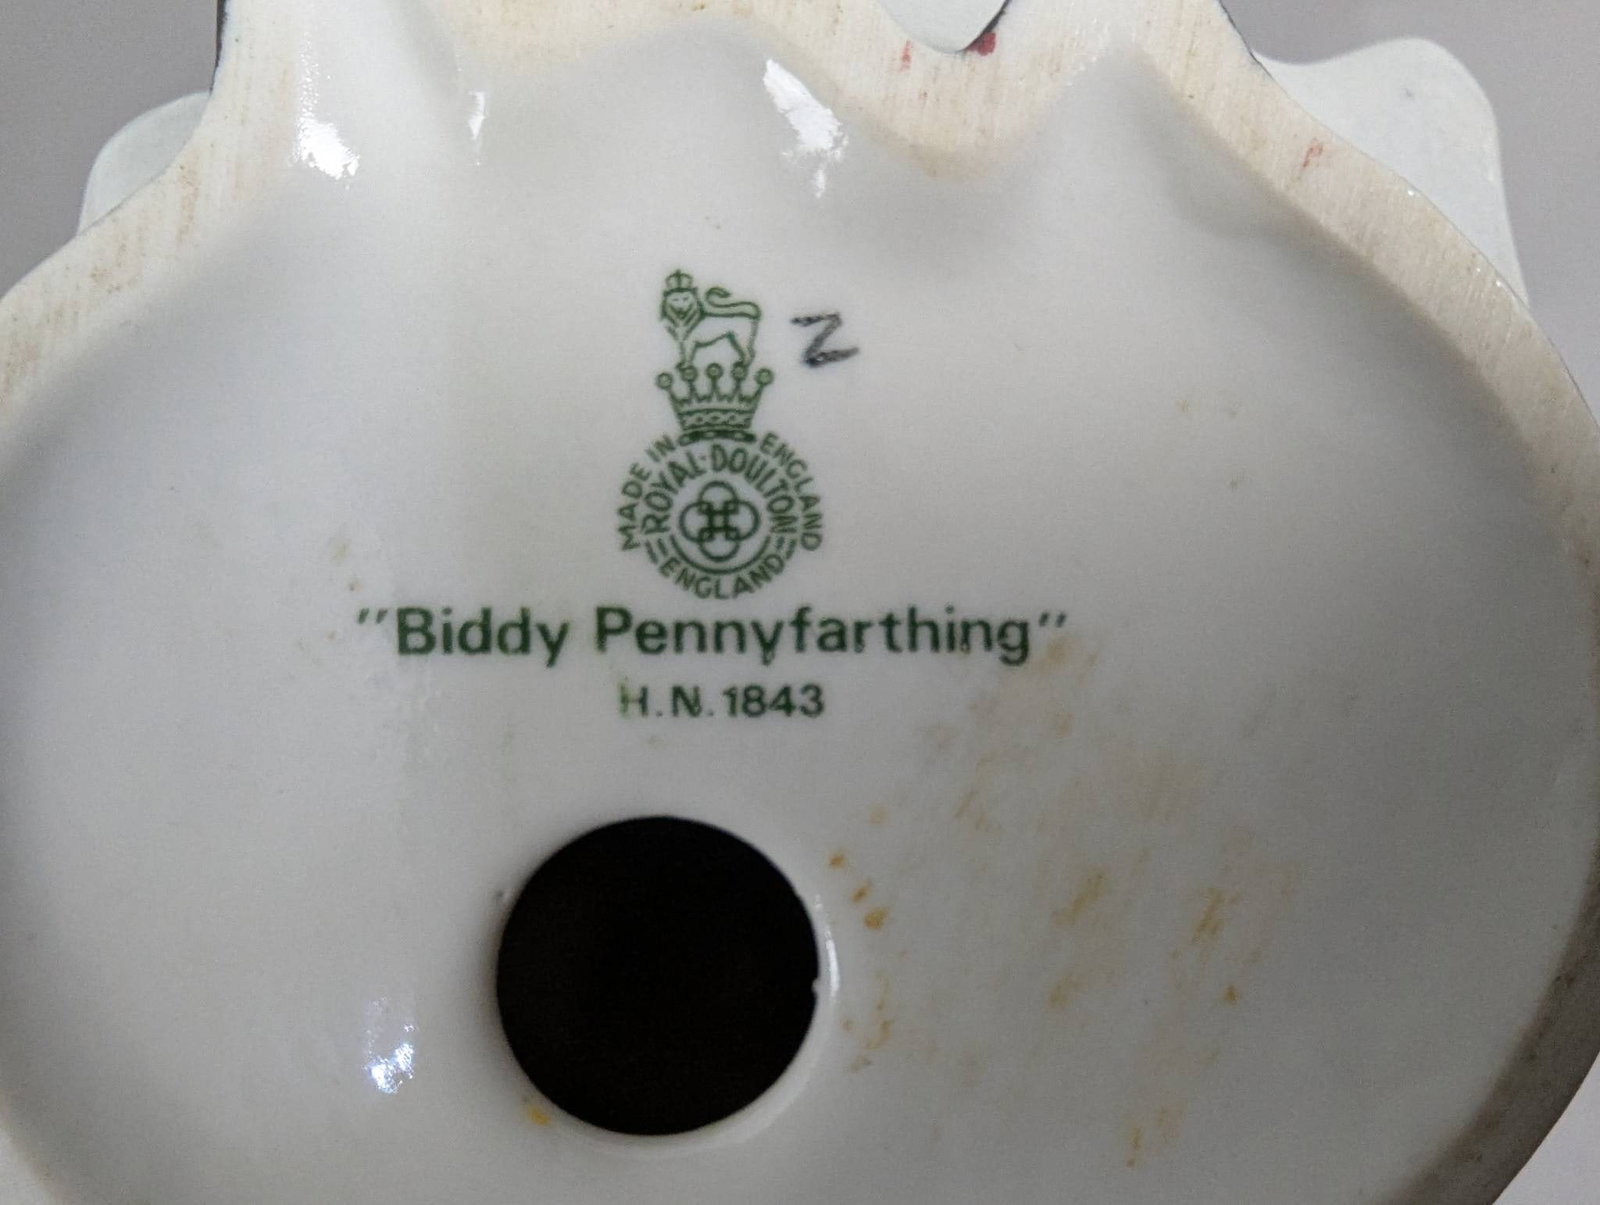 Z
MADE IN ENGLAND
ROYAL·DOULTON
ENGLAND
"Biddy Pennyfarthing"
H.N. 1843